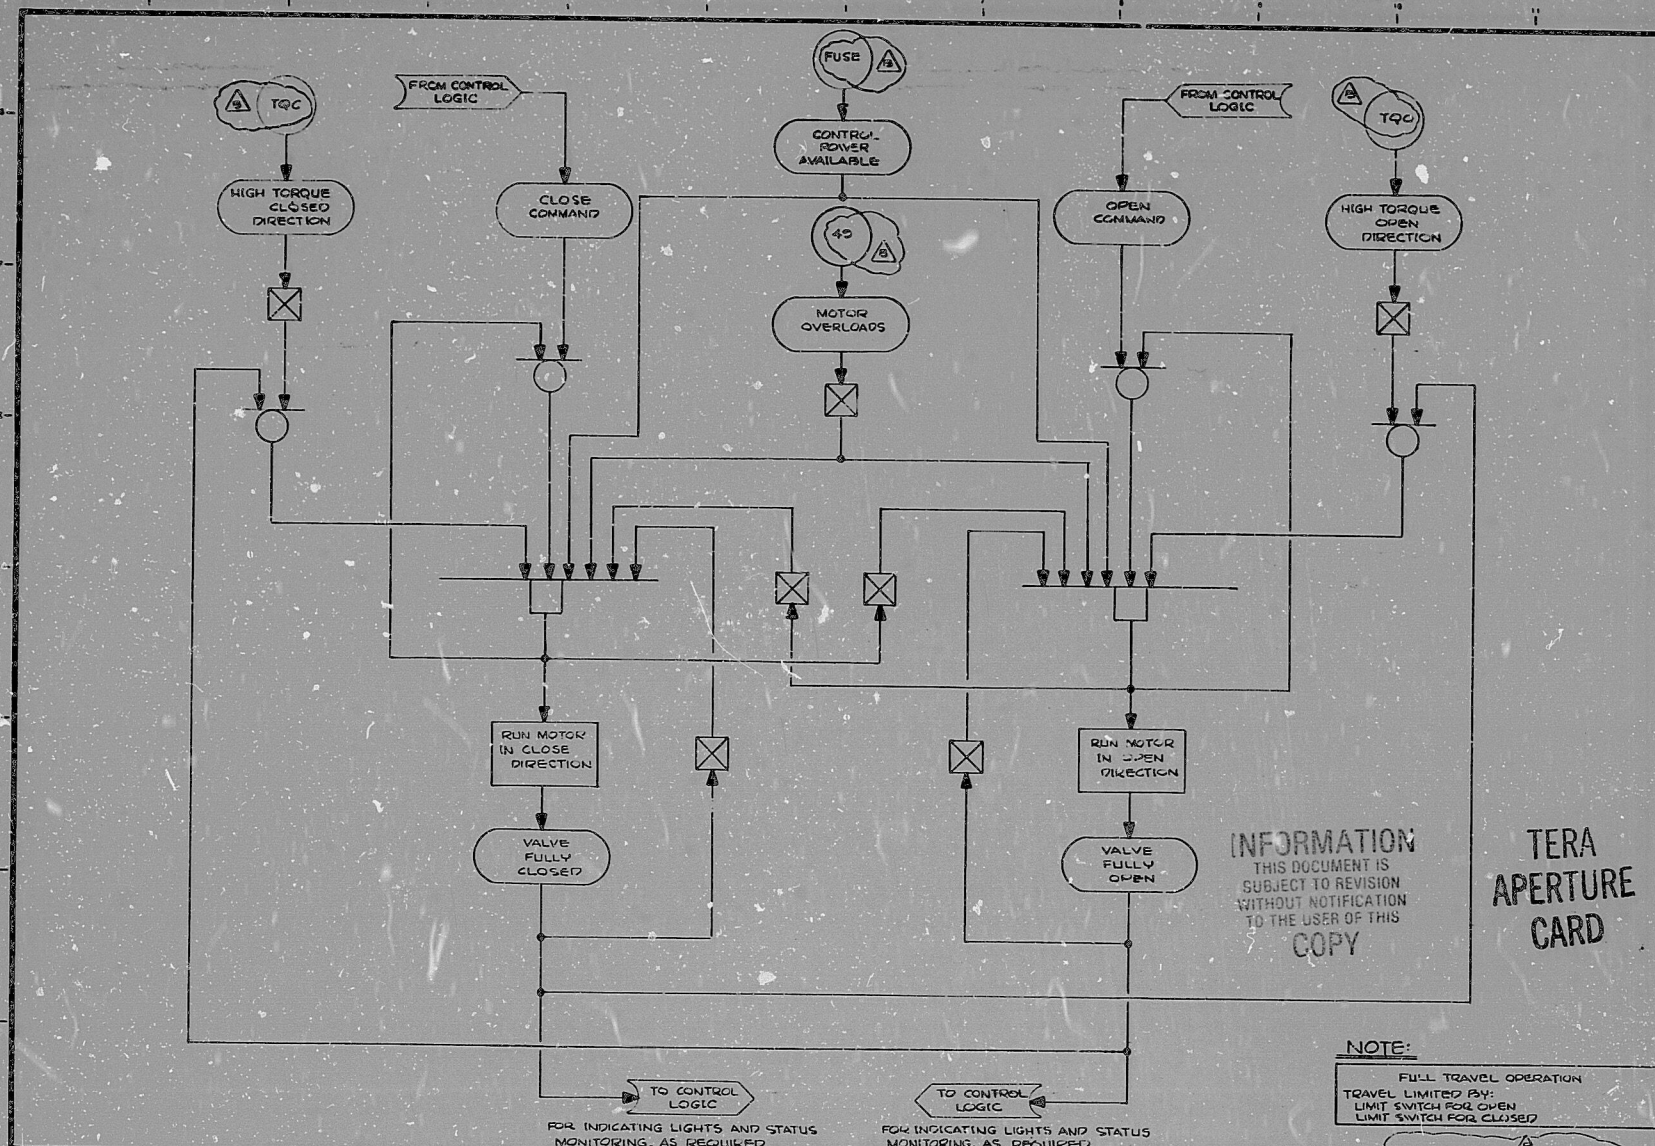 FUSE
TQC
FROM CONTROL
LOGIC
FROM CONTROL
LOGIC
CONTROL
POWER
AVAILABLE
HIGH TORQUE
CLOSED
DIRECTION
CLOSE
COMMAND
49
OPEN
COMMAND
HIGH TORQUE
OPEN
DIRECTION
MOTOR
OVERLOADS
RUN MOTOR
IN CLOSE
DIRECTION
RUN MOTOR
IN OPEN
DIRECTION
VALVE
FULLY
CLOSED
VALVE
FULLY
OPEN
INFORMATION
THIS DOCUMENT IS
SUBJECT TO REVISION
WITHOUT NOTIFICATION
TO THE USER OF THIS
COPY
TERA
APERTURE
CARD
TO CONTROL
LOGIC
TO CONTROL
LOGIC
FOR INDICATING LIGHTS AND STATUS
MONITORING, AS REQUIRED
FOR INDICATING LIGHTS AND STATUS
MONITORING, AS REQUIRED
NOTE:
FULL TRAVEL OPERATION
TRAVEL LIMITED BY:
LIMIT SWITCH FOR OPEN
LIMIT SWITCH FOR CLOSED